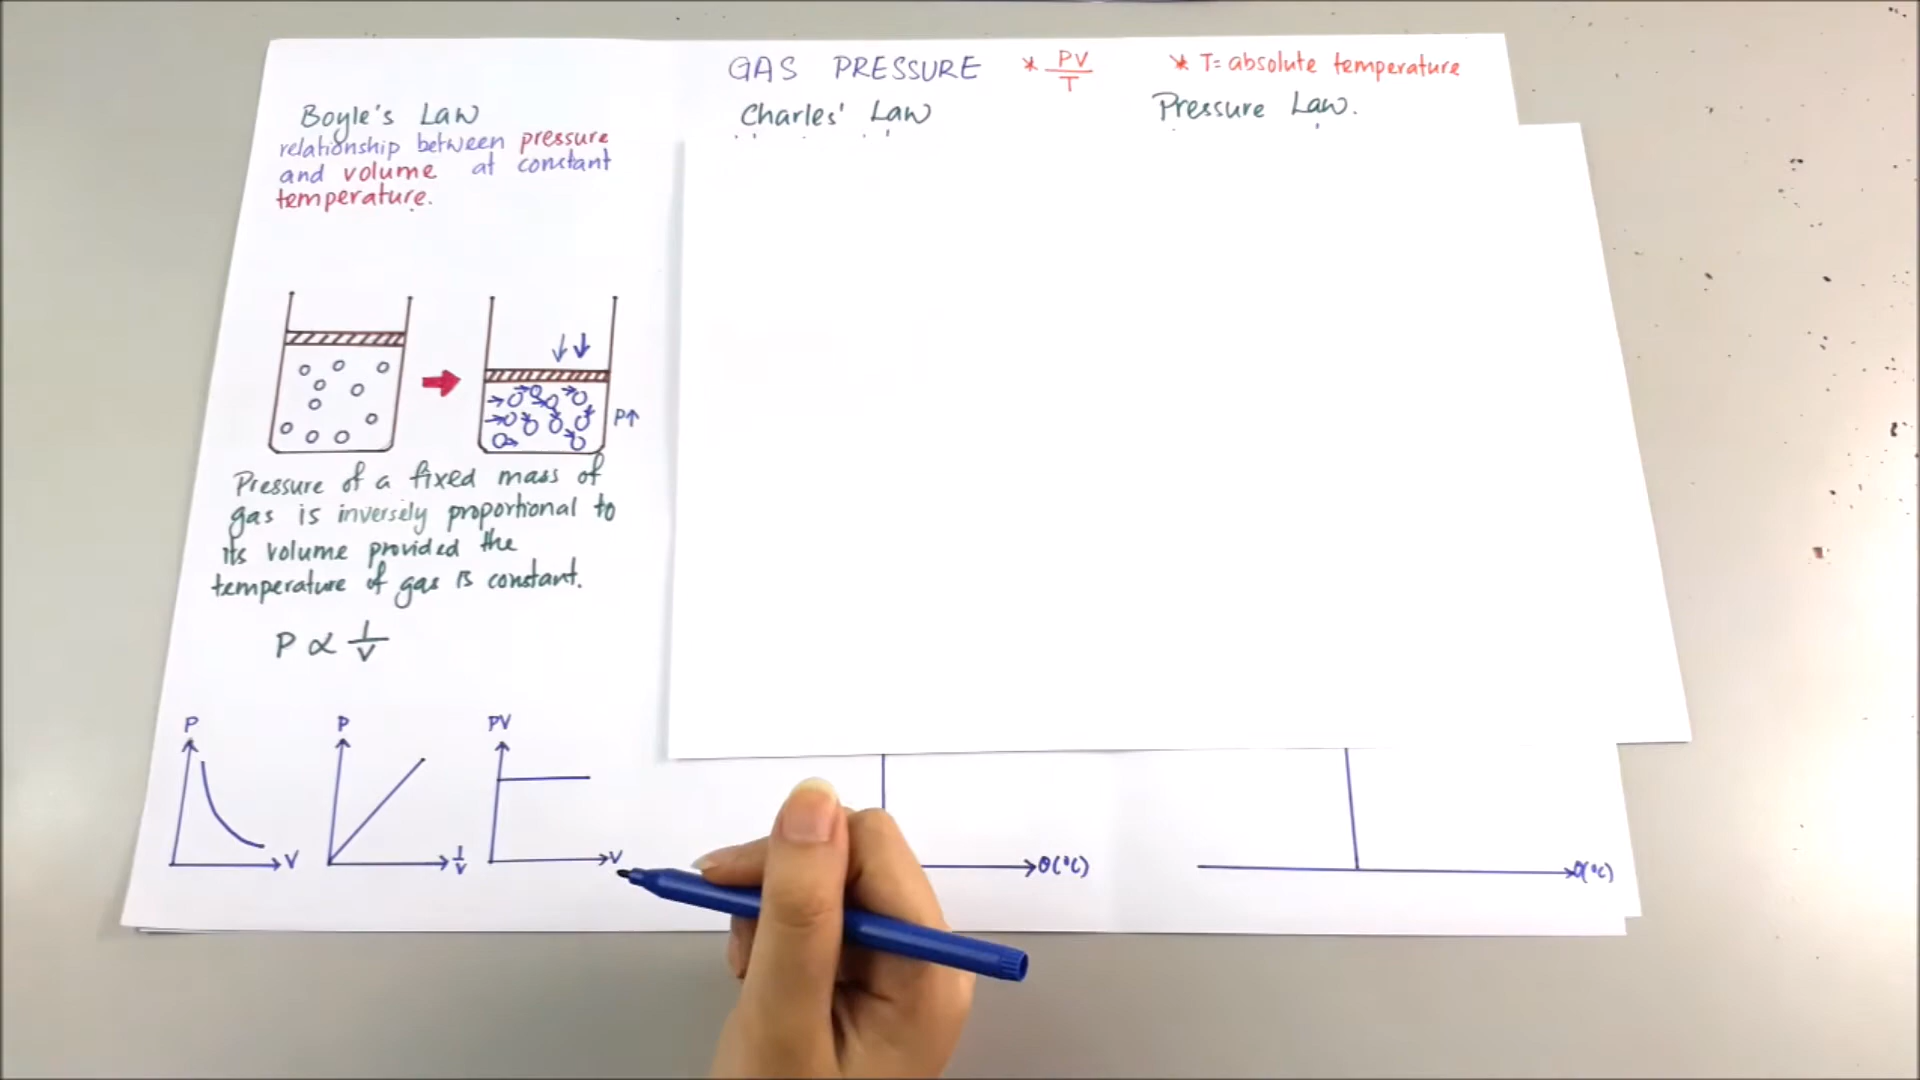 GAS PRESSURE * PV/T * T= absolute temperature
Boyle's Law
relationship between pressure
and volume at constant
temperature.
Charles' Law
Pressure Law.
P↑
Pressure of a fixed mass of
gas is inversely proportional to
its volume provided the
temperature of gas is constant.
P ∝ 1/V
P
V
P
1/V
PV
V
θ(°C)
θ(°C)